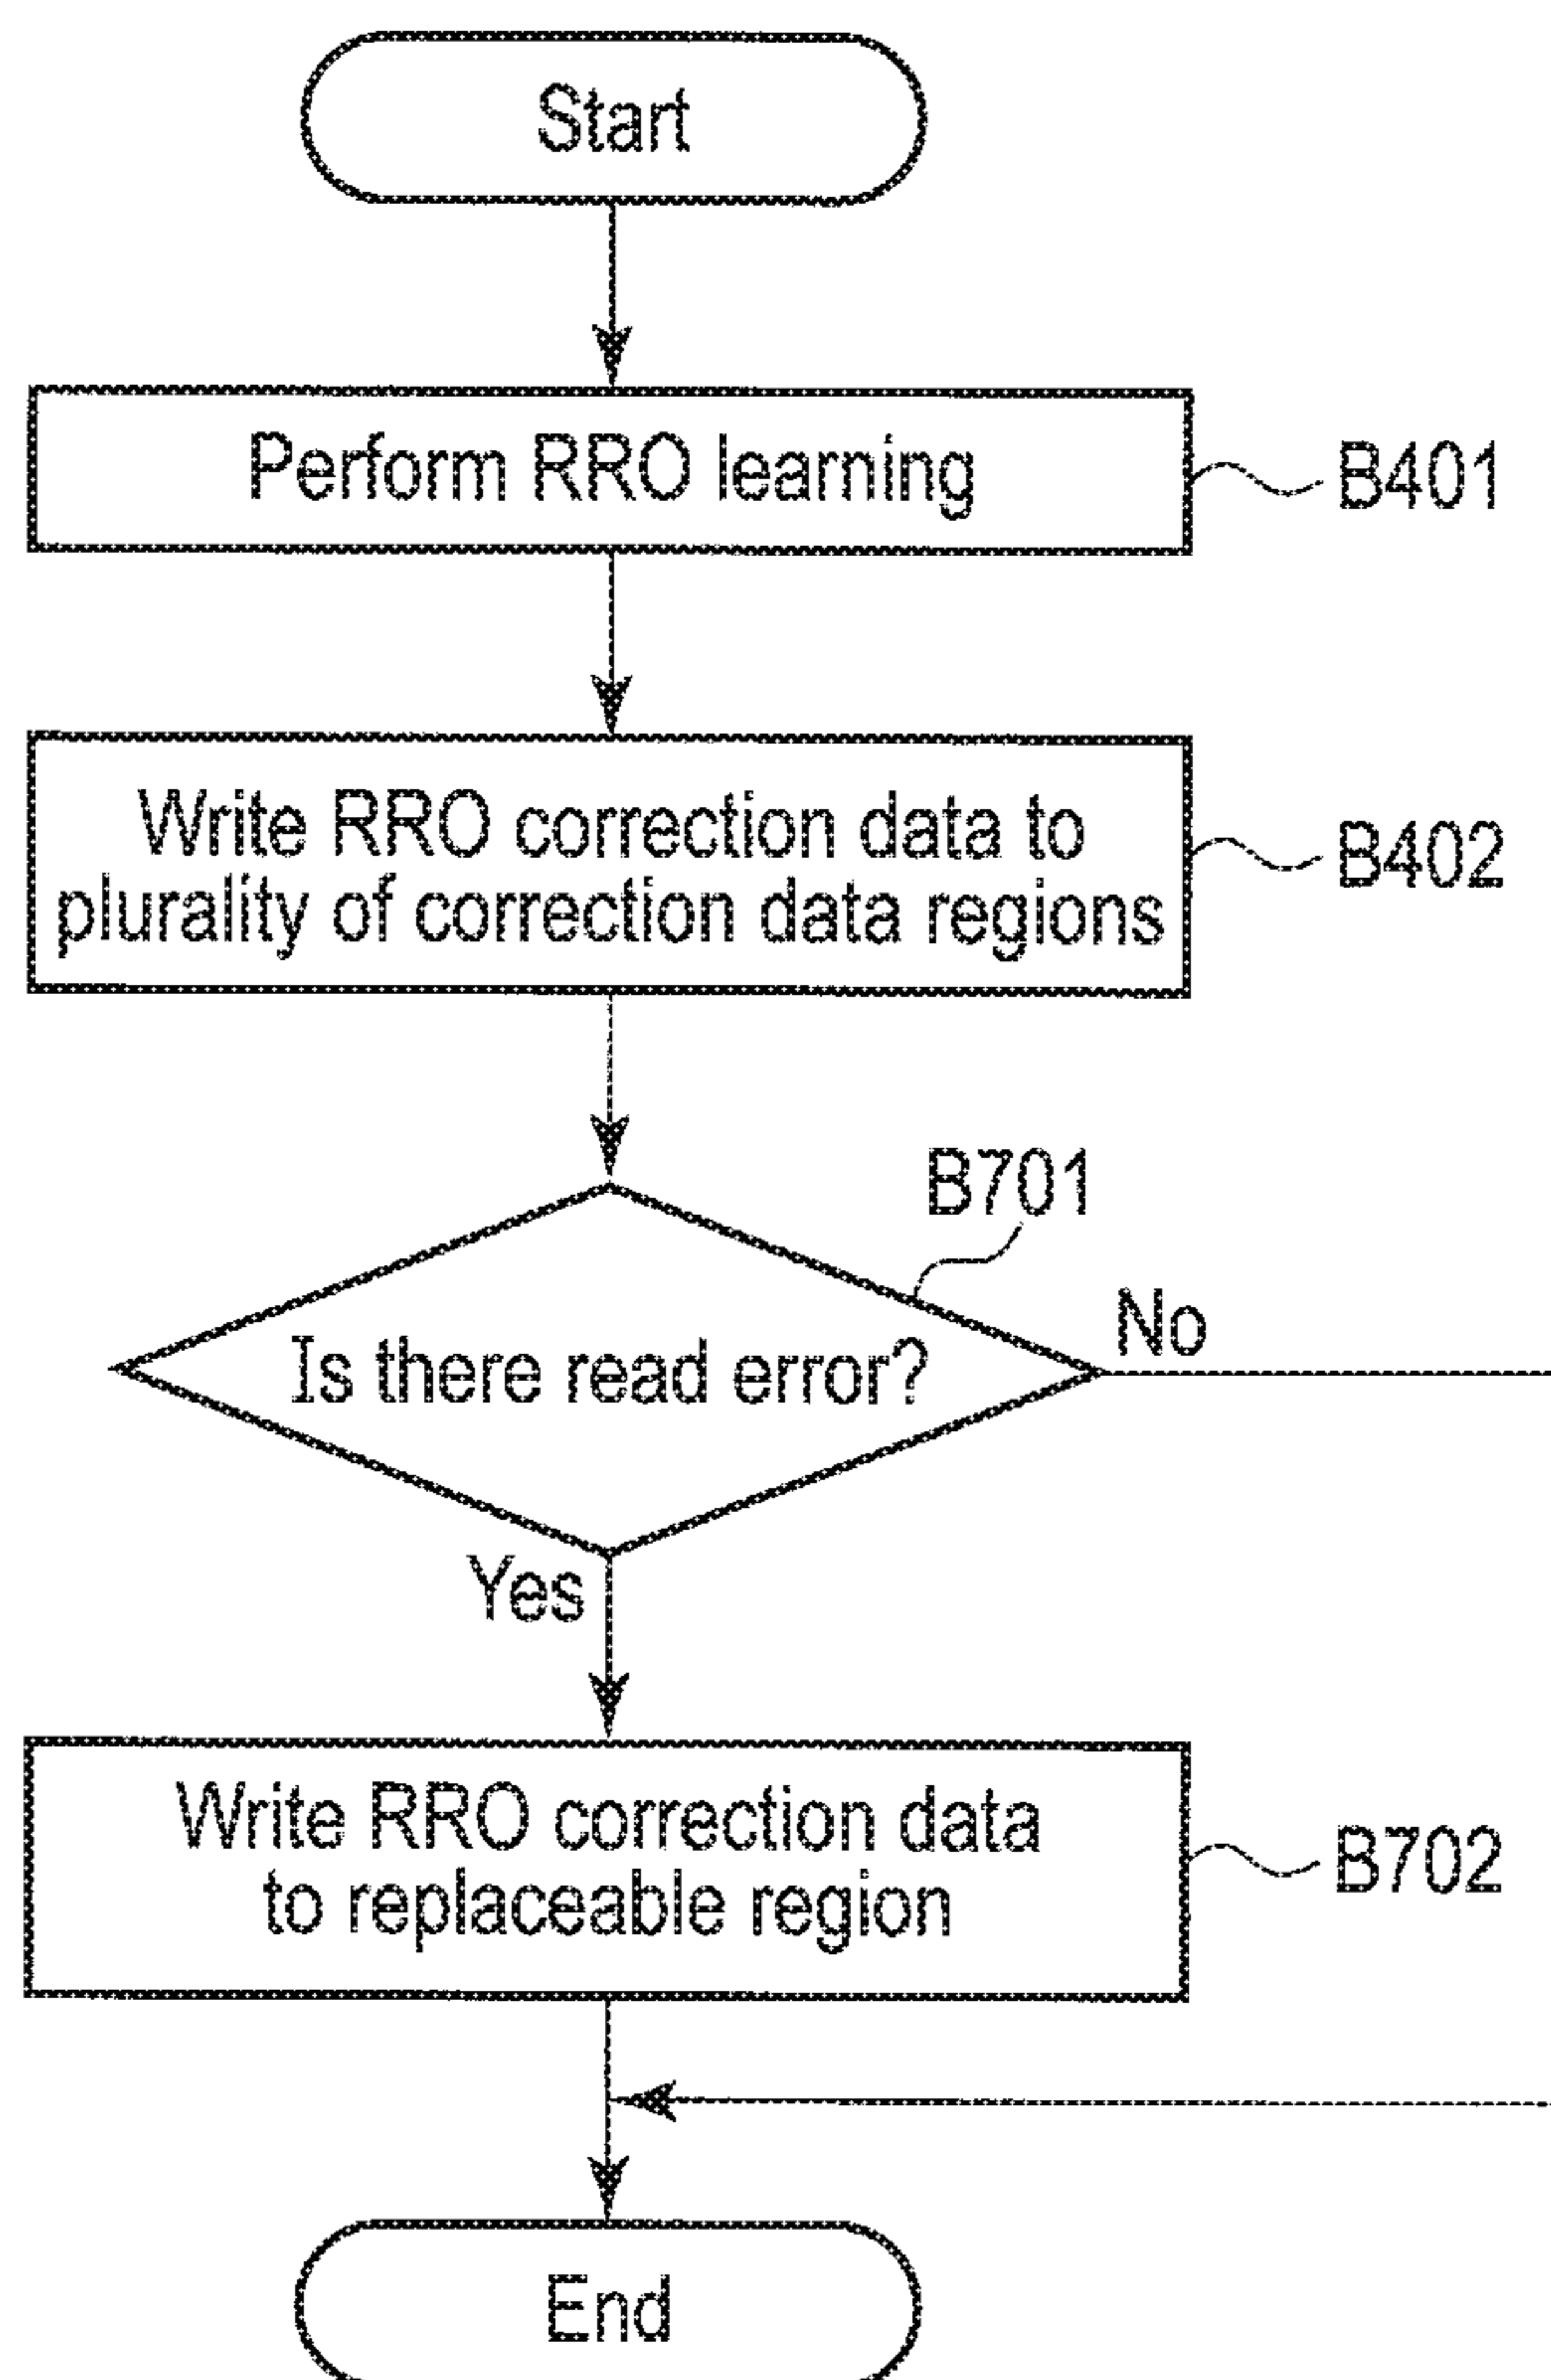 Start
Perform RRO learning
B401
Write RRO correction data to
plurality of correction data regions
B402
B701
Is there read error?
No
Yes
Write RRO correction data
to replaceable region
B702
End